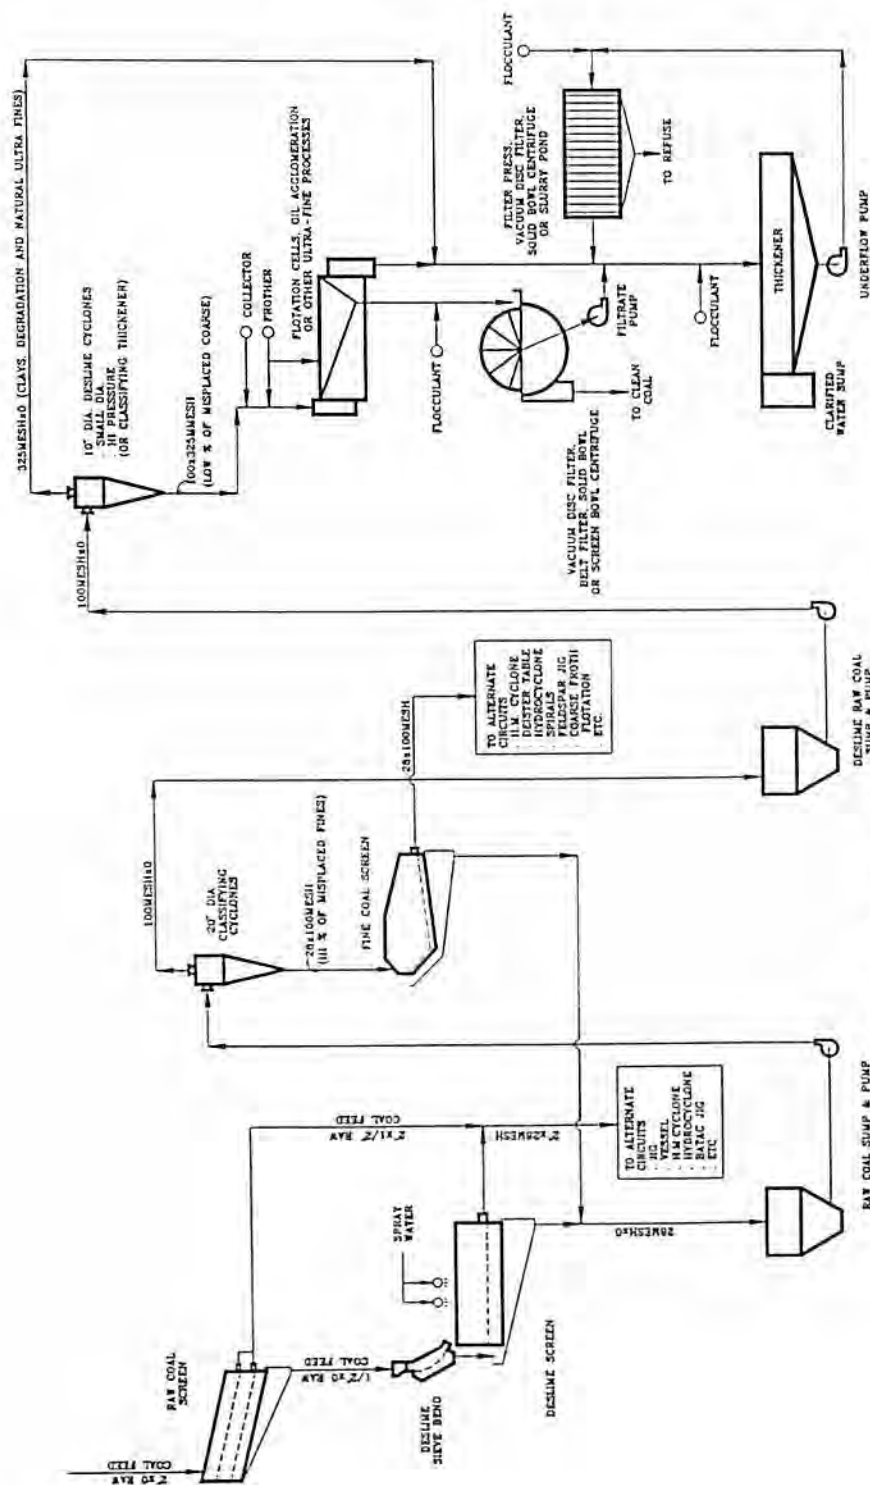 2"x0 RAW
COAL FEED
RAW COAL
SCREEN
1/2"x0 RAW
COAL FEED
2"x1/2" RAW
COAL FEED
DESLIME
SIEVE BEND
SPRAY
WATER
DESLIME SCREEN
2"x28MESH
TO ALTERNATE
CIRCUITS
. JIG
. VESSEL
. H.M CYCLONE
. HYDROCYCLONE
. BATAC JIG
. ETC
28MESHx0
RAW COAL SUMP & PUMP
20" DIA
CLASSIFYING
CYCLONES
100MESHx0
28x100MESH
(HI % OF MISPLACED FINES)
FINE COAL SCREEN
28x100MESH
TO ALTERNATE
CIRCUITS
. H.M. CYCLONE
. DEISTER TABLE
. HYDROCYCLONE
. SPIRALS
. FELDSPAR JIG
. COARSE FROTH
FLOTATION
. ETC.
DESLIME RAW COAL
& PUMP
100MESHx0
325MESHx0 (CLAYS, DEGRADATION AND NATURAL ULTRA FINES)
10" DIA DESLIME CYCLONES
. SMALL DIA.
. HI PRESSURE
(OR CLASSIFYING THICKENER)
100x325MMESH
(LOW % OF MISPLACED COARSE)
COLLECTOR
FROTHER
FLOTATION CELLS, OIL AGGLOMERATION
OR OTHER ULTRA-FINE PROCESSES
FLOCCULANT
VACUUM DISC FILTER,
BELT FILTER, SOLID BOWL
OR SCREEN BOWL CENTRIFUGE
TO CLEAN
COAL
FILTRATE
PUMP
FILTER PRESS,
VACUUM DISC FILTER,
SOLID BOWL CENTRIFUGE
OR SLURRY POND
FLOCCULANT
TO REFUSE
FLOCCULANT
THICKENER
CLARIFIED
WATER SUMP
UNDERFLOW PUMP